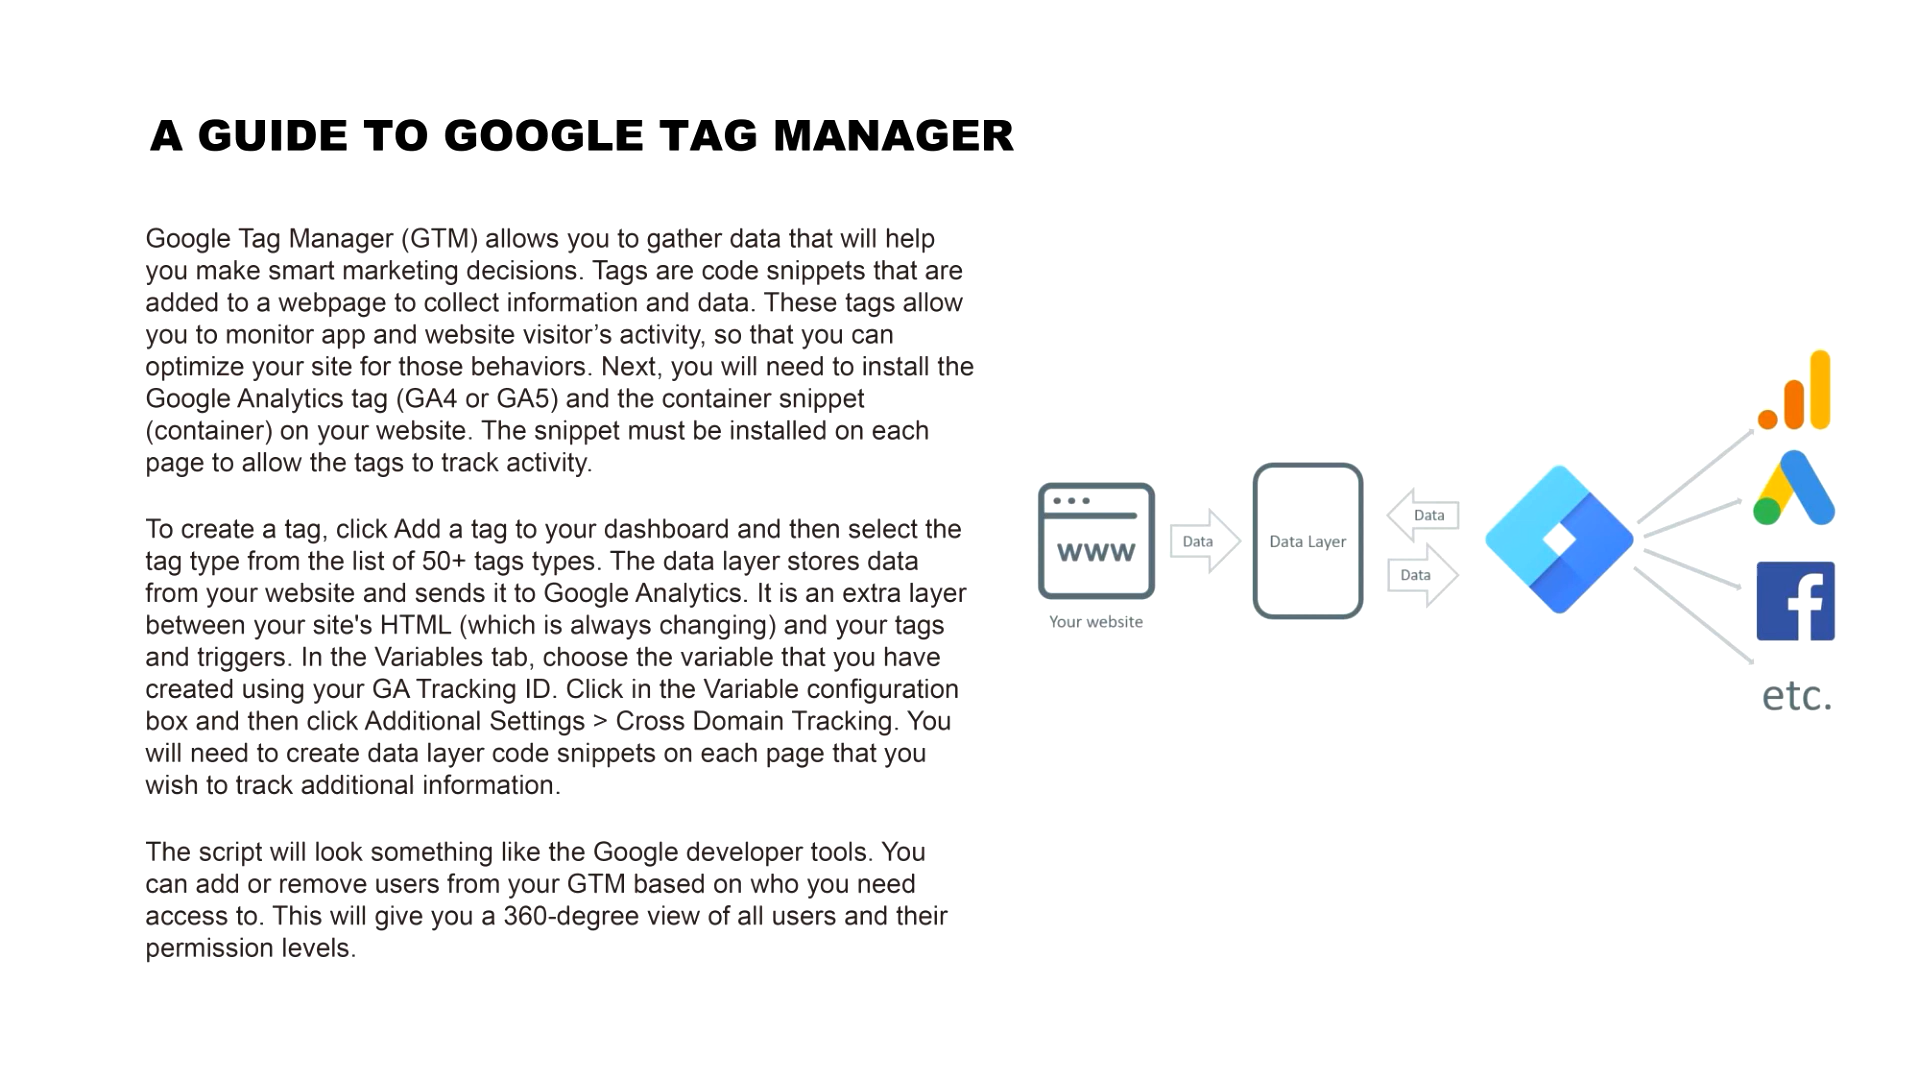 A GUIDE TO GOOGLE TAG MANAGER
Google Tag Manager (GTM) allows you to gather data that will help
you make smart marketing decisions. Tags are code snippets that are
added to a webpage to collect information and data. These tags allow
you to monitor app and website visitor’s activity, so that you can
optimize your site for those behaviors. Next, you will need to install the
Google Analytics tag (GA4 or GA5) and the container snippet
(container) on your website. The snippet must be installed on each
page to allow the tags to track activity.
To create a tag, click Add a tag to your dashboard and then select the
tag type from the list of 50+ tags types. The data layer stores data
from your website and sends it to Google Analytics. It is an extra layer
between your site's HTML (which is always changing) and your tags
and triggers. In the Variables tab, choose the variable that you have
created using your GA Tracking ID. Click in the Variable configuration
box and then click Additional Settings > Cross Domain Tracking. You
will need to create data layer code snippets on each page that you
wish to track additional information.
The script will look something like the Google developer tools. You
can add or remove users from your GTM based on who you need
access to. This will give you a 360-degree view of all users and their
permission levels.
www
Your website
Data
Data Layer
Data
Data
f
etc.